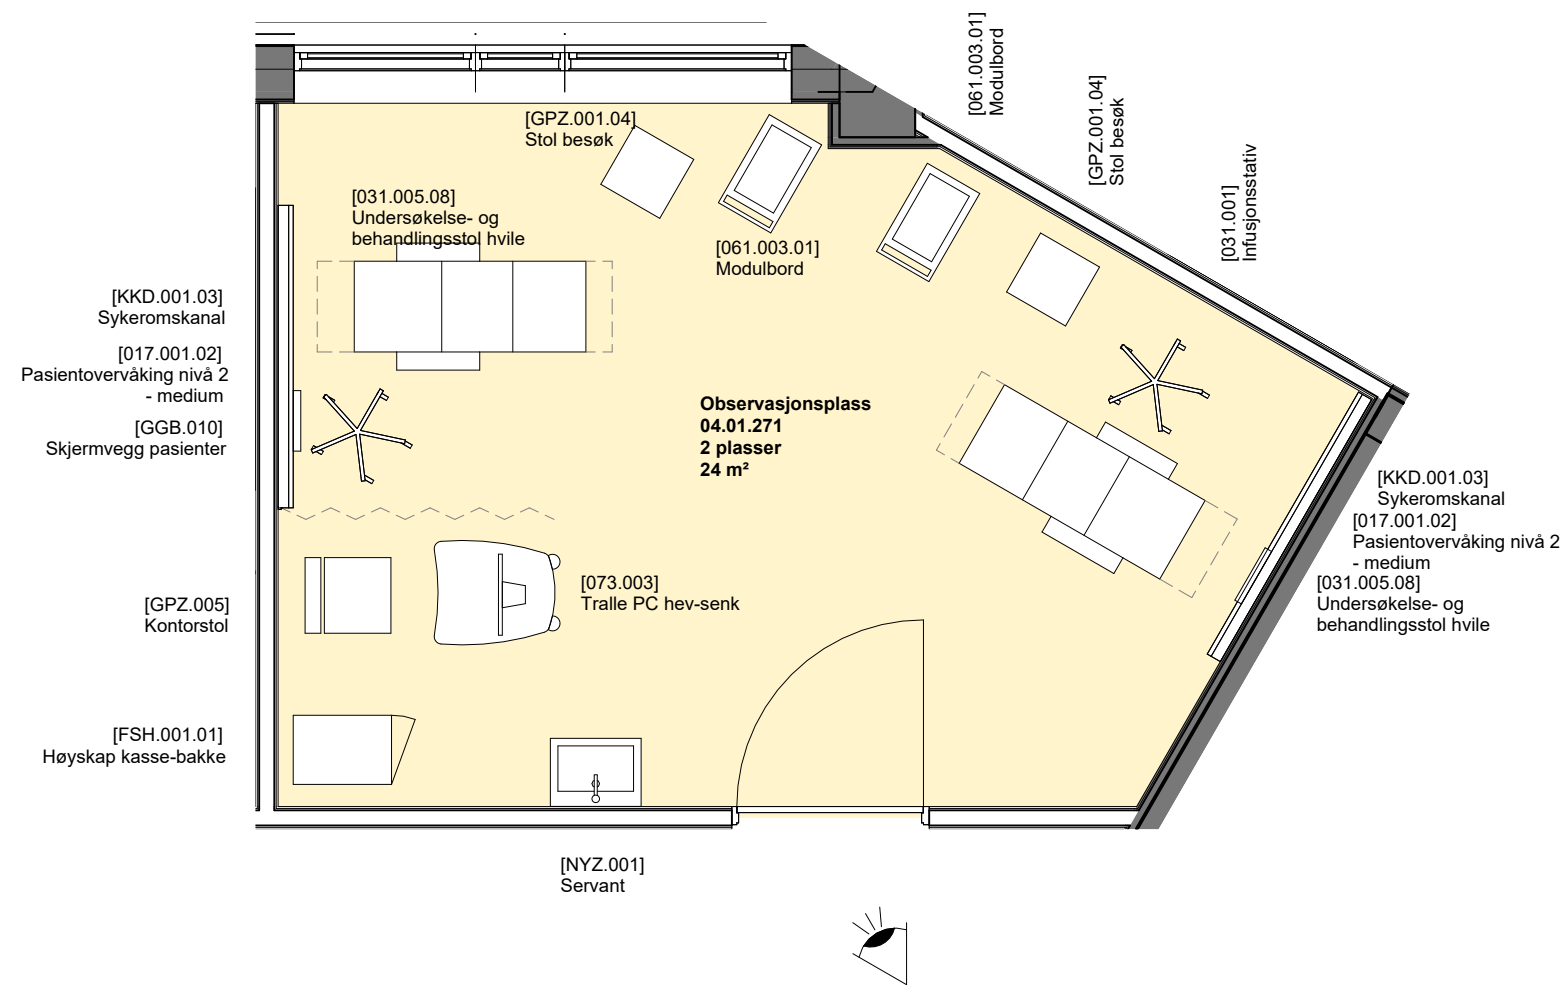 [061.003.01]
Modulbord
[GPZ.001.04]
Stol besøk
[GPZ.001.04]
Stol besøk
[031.001]
Infusjonsstativ
[031.005.08]
Undersøkelse- og
behandlingsstol hvile
[061.003.01]
Modulbord
[KKD.001.03]
Sykeromskanal
[017.001.02]
Pasientovervåking nivå 2
- medium
[GGB.010]
Skjermvegg pasienter
Observasjonsplass
04.01.271
2 plasser
24 m²
[KKD.001.03]
Sykeromskanal
[017.001.02]
Pasientovervåking nivå 2
- medium
[031.005.08]
Undersøkelse- og
behandlingsstol hvile
[073.003]
Tralle PC hev-senk
[GPZ.005]
Kontorstol
[FSH.001.01]
Høyskap kasse-bakke
[NYZ.001]
Servant